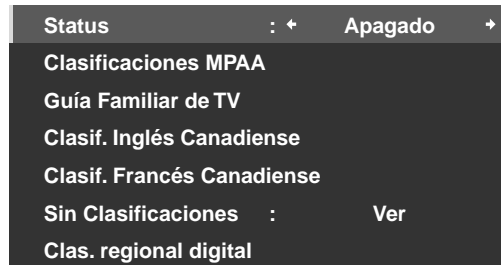 Status : Apagado
Clasificaciones MPAA
Guía Familiar de TV
Clasif. Inglés Canadiense
Clasif. Francés Canadiense
Sin Clasificaciones : Ver
Clas. regional digital